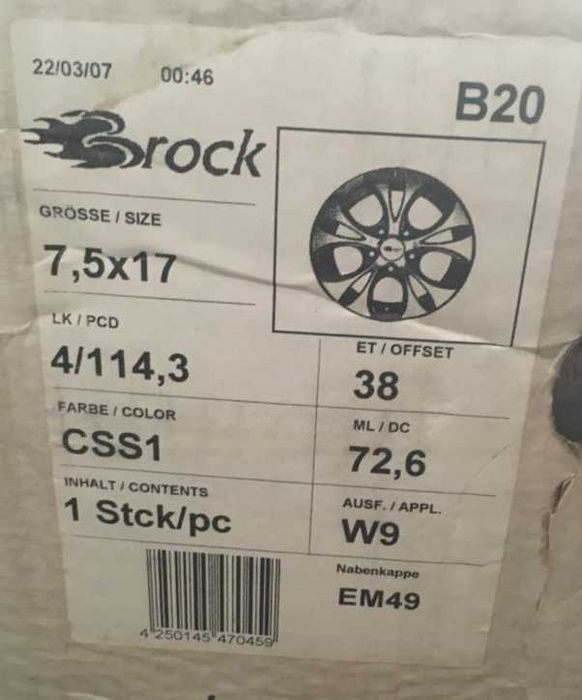 22/03/07 00:46
B20
Brock
GRÖSSE / SIZE
7,5x17
LK / PCD
4/114,3
ET / OFFSET
38
FARBE / COLOR
CSS1
ML / DC
72,6
INHALT / CONTENTS
1 Stck/pc
AUSF. / APPL.
W9
Nabenkappe
EM49
4 250145 470459